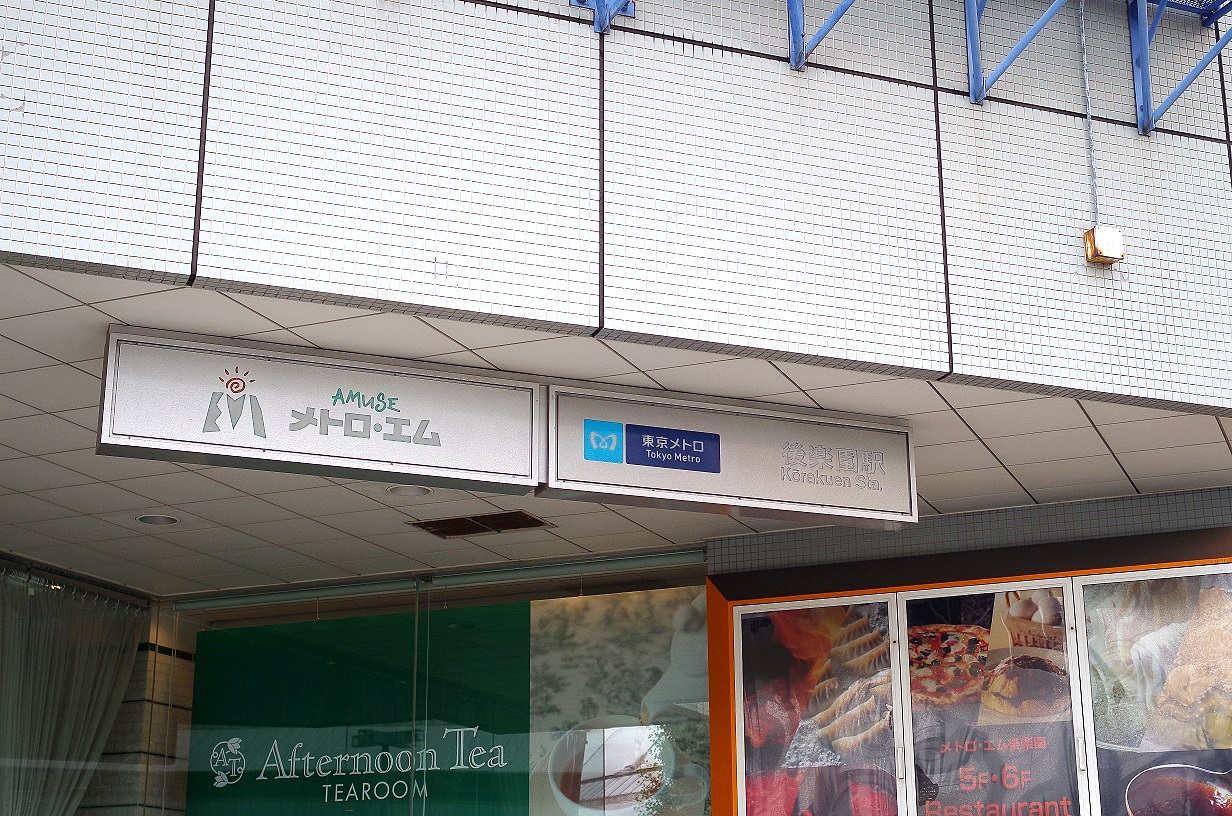 AMUSE
メトロ・エム
東京メトロ
Tokyo Metro
後楽園駅
Kōrakuen Sta.
AT
Afternoon Tea
TEAROOM
メトロ・エム後楽園
5F・6F
Restaurant